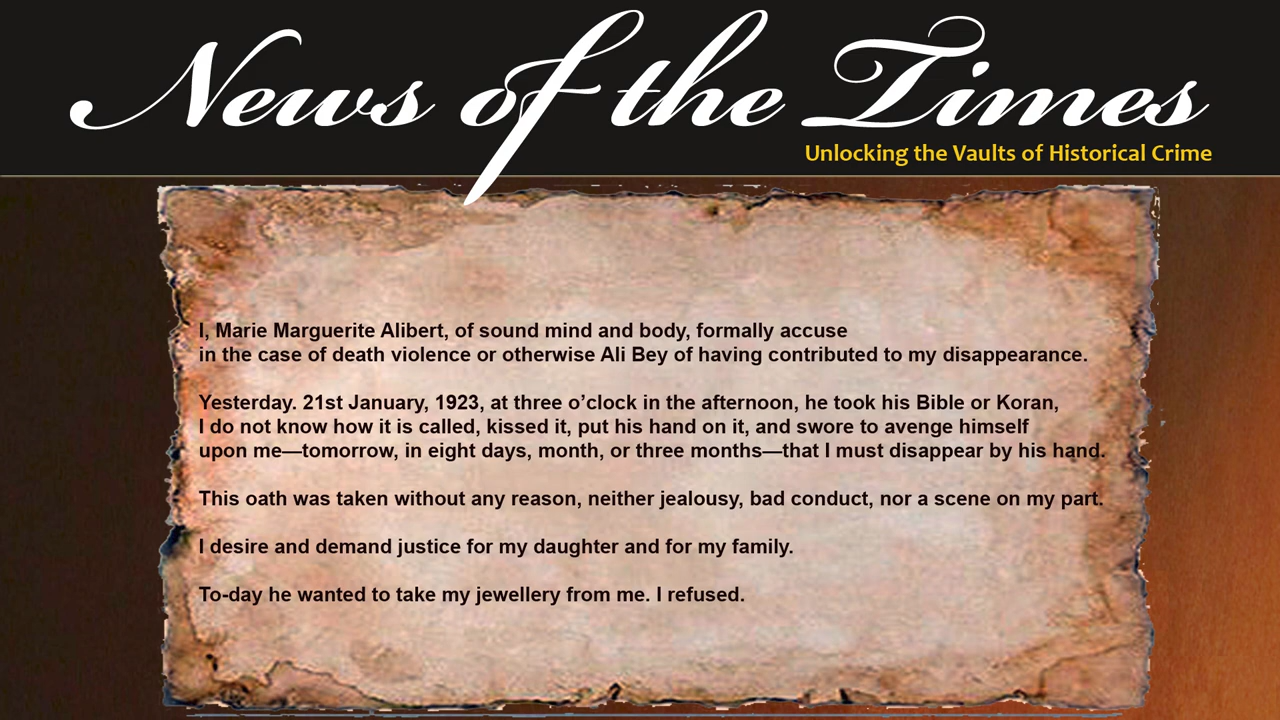 News of the Times
Unlocking the Vaults of Historical Crime
I, Marie Marguerite Alibert, of sound mind and body, formally accuse
in the case of death violence or otherwise Ali Bey of having contributed to my disappearance.
Yesterday. 21st January, 1923, at three o’clock in the afternoon, he took his Bible or Koran,
I do not know how it is called, kissed it, put his hand on it, and swore to avenge himself
upon me—tomorrow, in eight days, month, or three months—that I must disappear by his hand.
This oath was taken without any reason, neither jealousy, bad conduct, nor a scene on my part.
I desire and demand justice for my daughter and for my family.
To-day he wanted to take my jewellery from me. I refused.